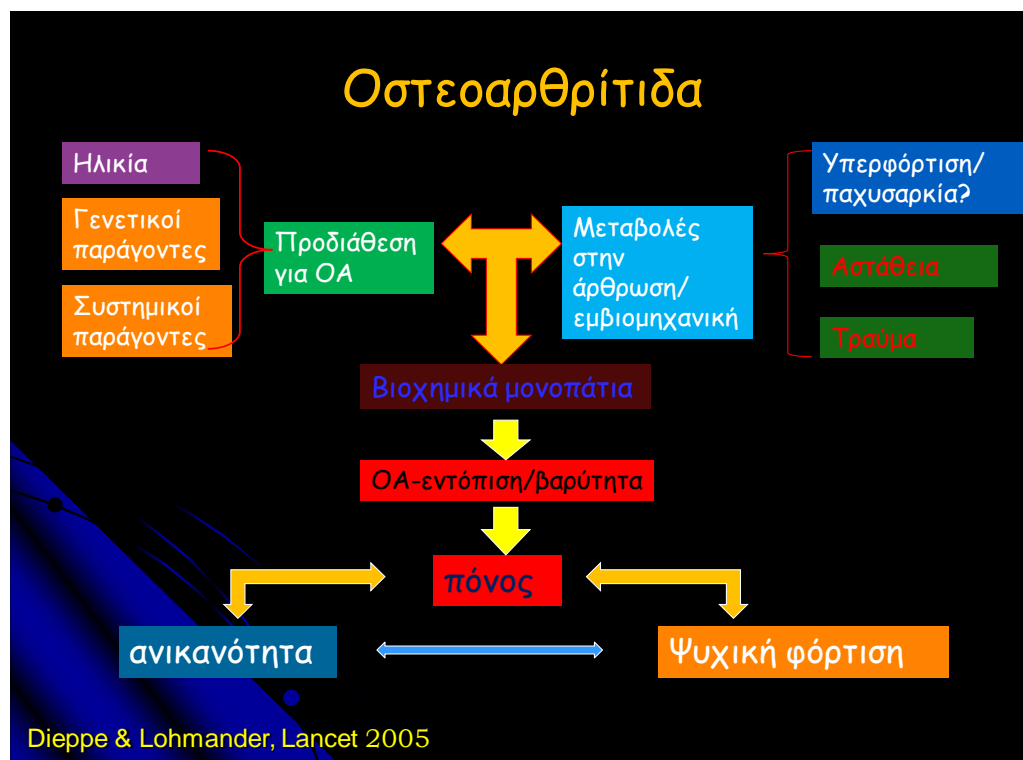 Οστεοαρθρίτιδα
Ηλικία
Γενετικοί
παράγοντες
Συστημικοί
παράγοντες
Προδιάθεση
για ΟΑ
Μεταβολές
στην
άρθρωση/
εμβιομηχανική
Υπερφόρτιση/
παχυσαρκία?
Αστάθεια
Τραύμα
Βιοχημικά μονοπάτια
ΟΑ-εντόπιση/βαρύτητα
πόνος
ανικανότητα
Ψυχική φόρτιση
Dieppe & Lohmander, Lancet 2005